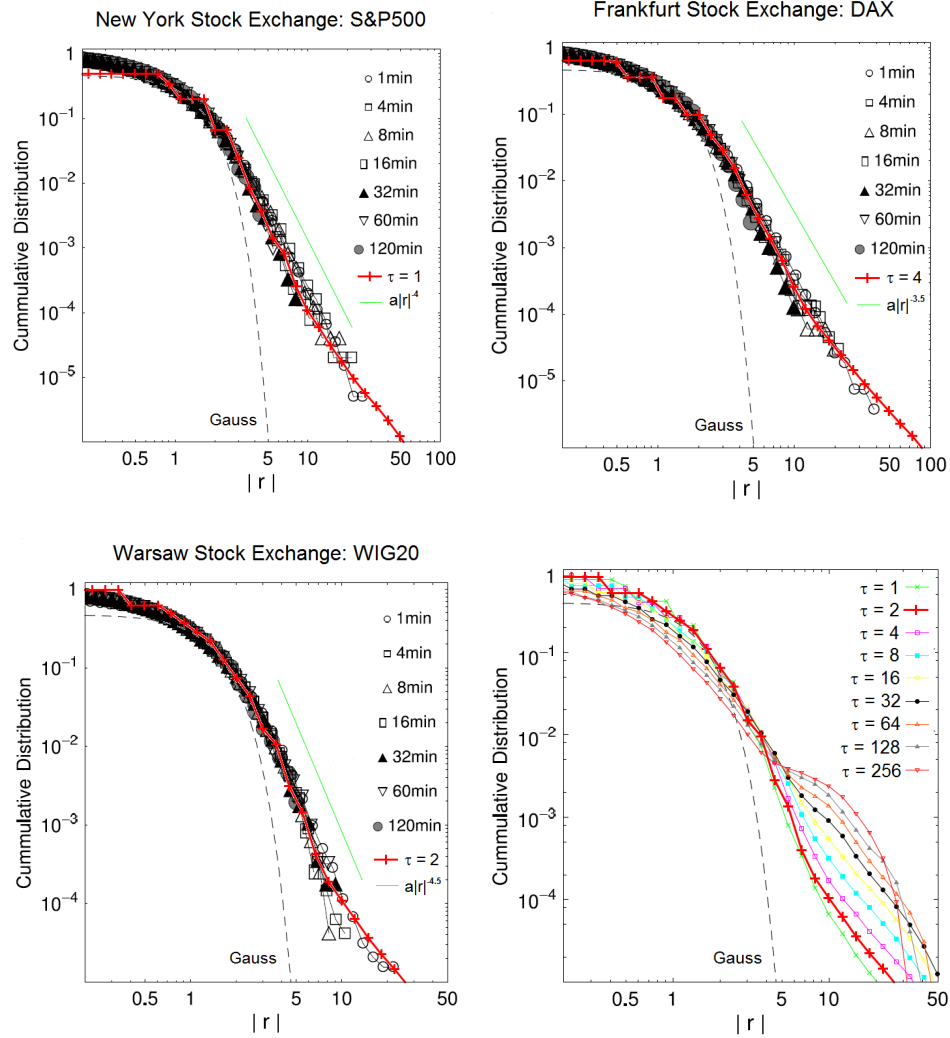 New York Stock Exchange: S&P500
Cummulative Distribution
1
10⁻¹
10⁻²
10⁻³
10⁻⁴
10⁻⁵
1min
4min
8min
16min
32min
60min
120min
τ = 1
a|r|⁻⁴
Gauss
0.5 1 5 10 50 100
| r |
Frankfurt Stock Exchange: DAX
Cummulative Distribution
1
10⁻¹
10⁻²
10⁻³
10⁻⁴
10⁻⁵
1min
4min
8min
16min
32min
60min
120min
τ = 4
a|r|⁻³·⁵
Gauss
0.5 1 5 10 50 100
| r |
Warsaw Stock Exchange: WIG20
Cummulative Distribution
1
10⁻¹
10⁻²
10⁻³
10⁻⁴
1min
4min
8min
16min
32min
60min
120min
τ = 2
a|r|⁻⁴·⁵
Gauss
0.5 1 5 10 50
| r |
Cummulative Distribution
1
10⁻¹
10⁻²
10⁻³
10⁻⁴
τ = 1
τ = 2
τ = 4
τ = 8
τ = 16
τ = 32
τ = 64
τ = 128
τ = 256
Gauss
0.5 1 5 10 50
| r |